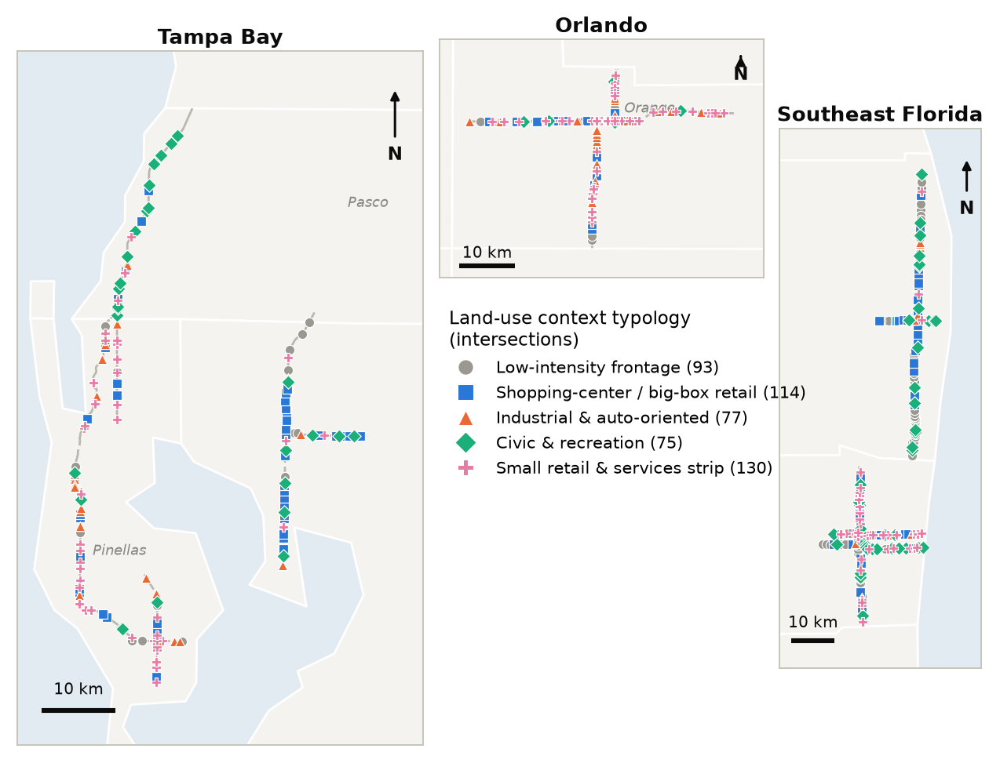 Tampa Bay
N
Pasco
Pinellas
10 km
Orlando
N
Orange
10 km
Southeast Florida
N
10 km
Land-use context typology
(intersections)
Low-intensity frontage (93)
Shopping-center / big-box retail (114)
Industrial & auto-oriented (77)
Civic & recreation (75)
Small retail & services strip (130)